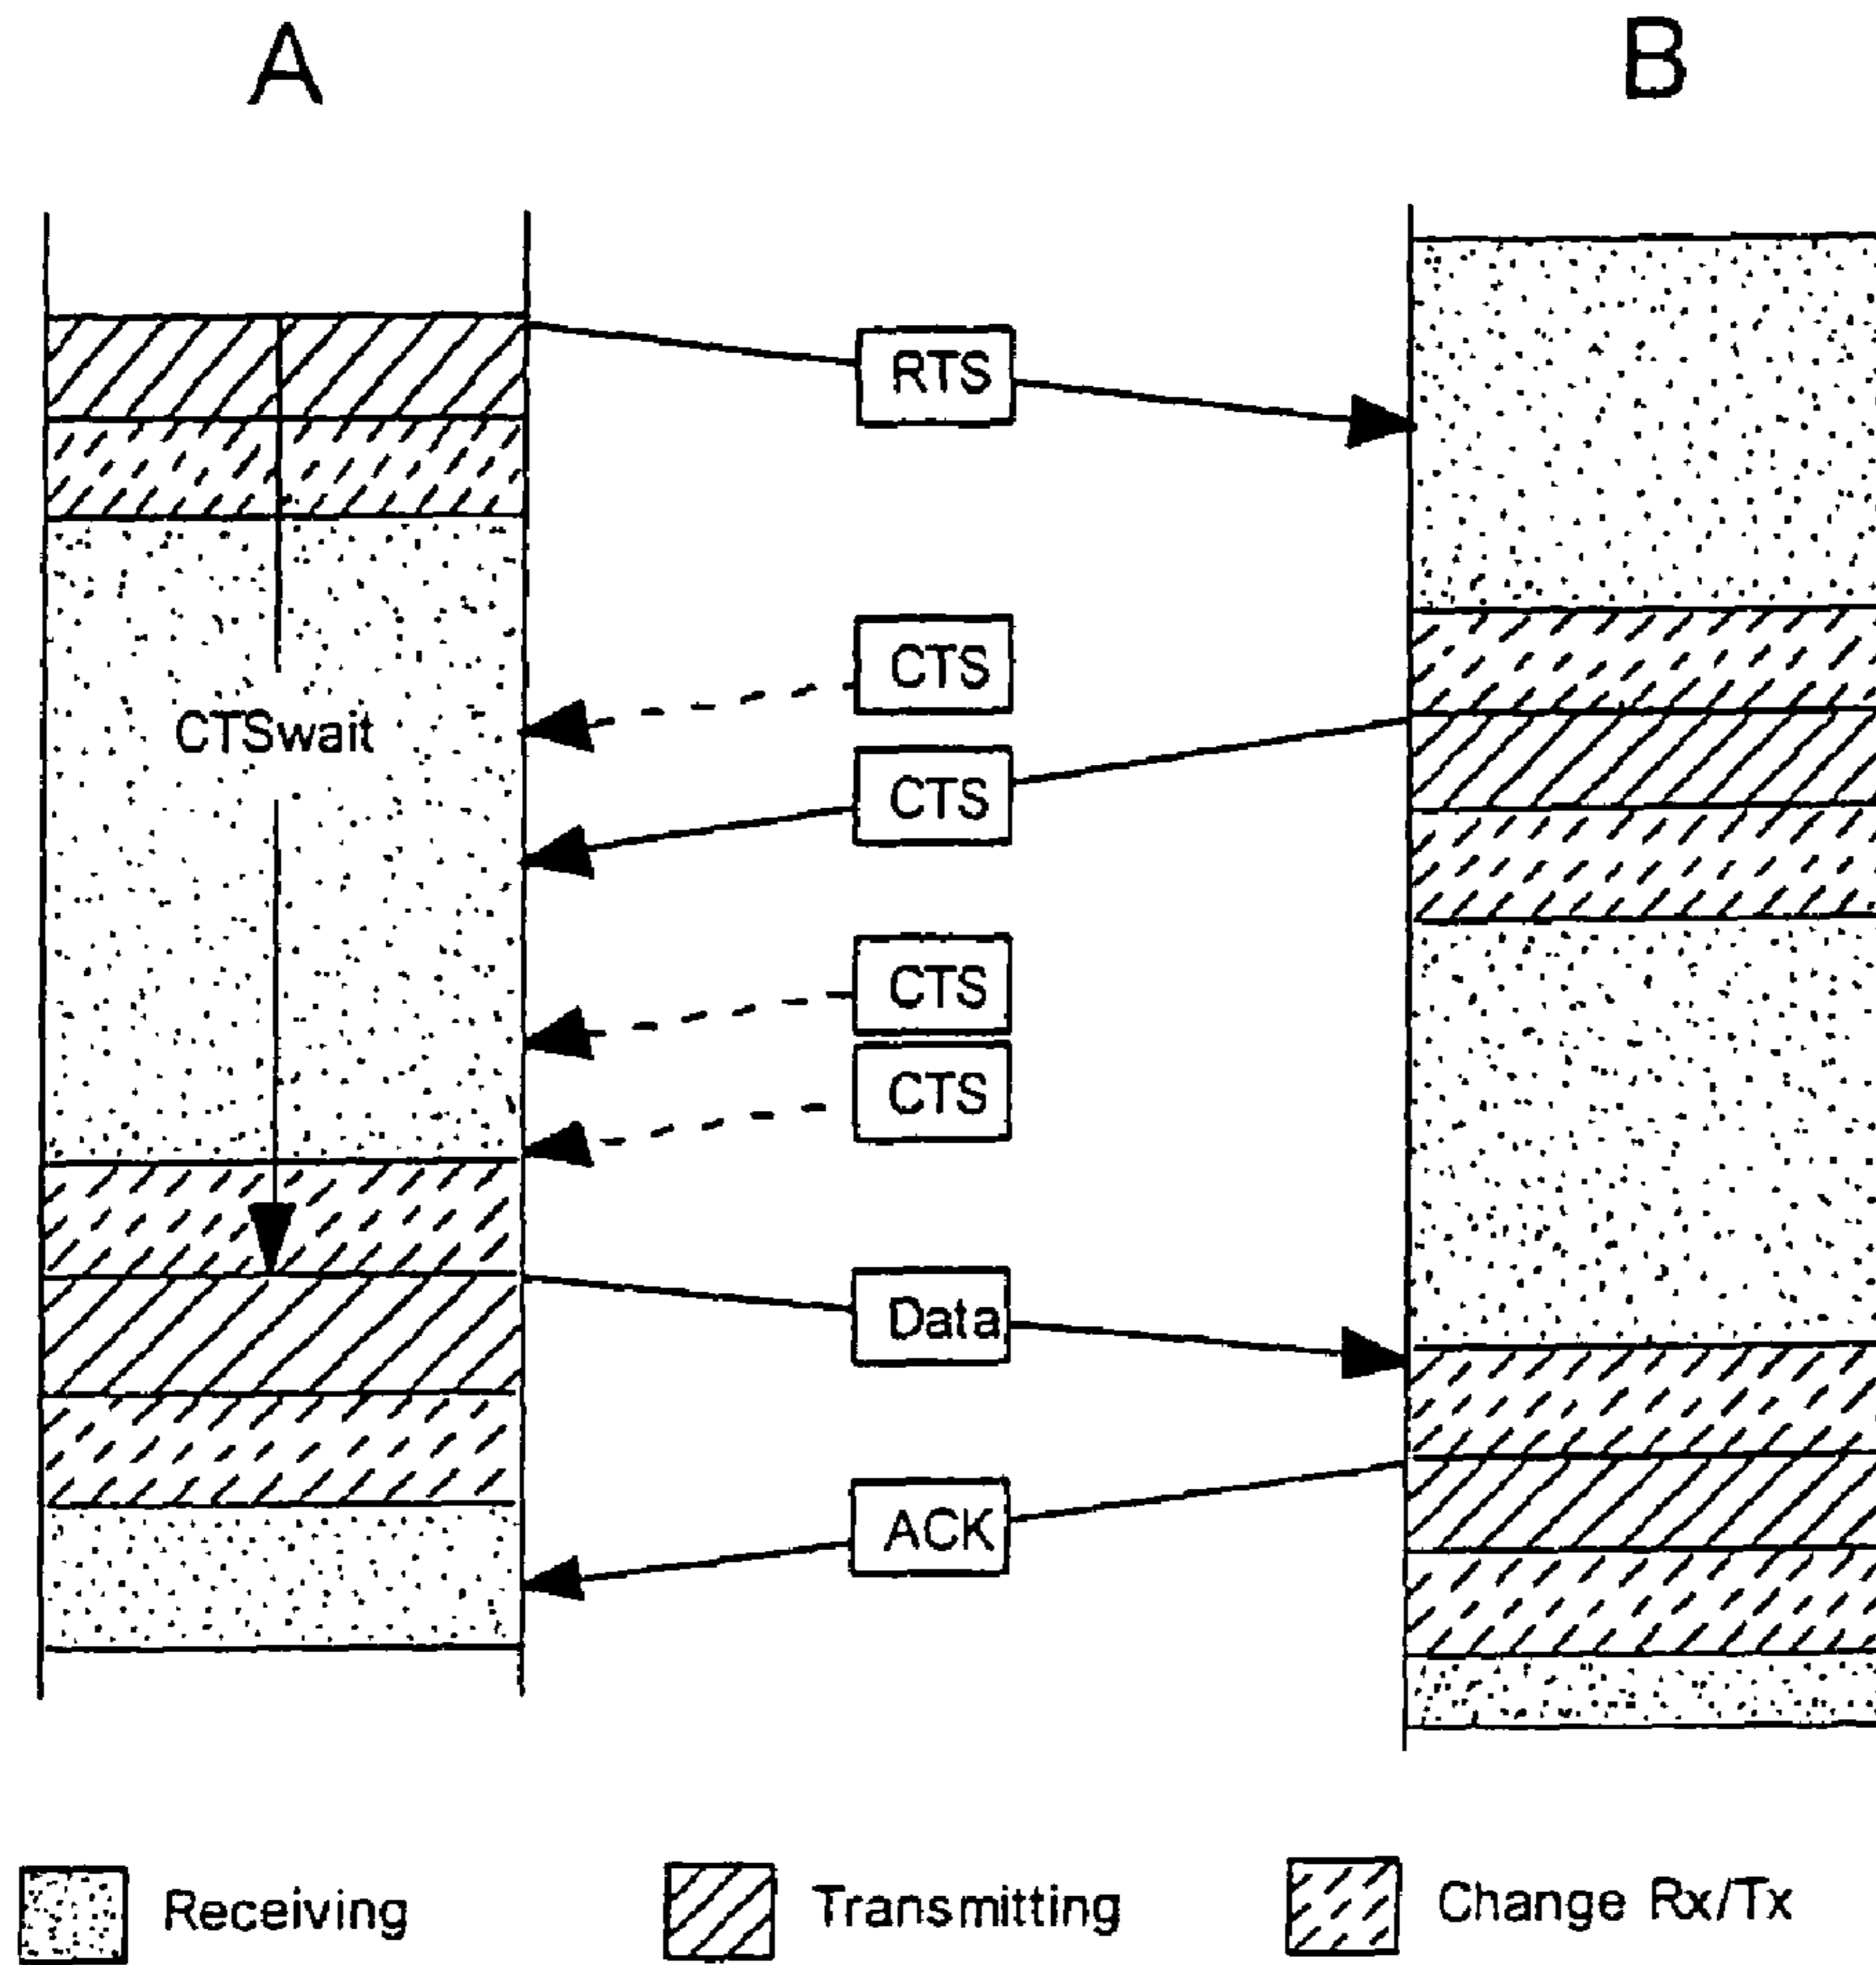 A
B
RTS
CTS
CTSwait
CTS
CTS
CTS
Data
ACK
Receiving
Transmitting
Change Rx/Tx